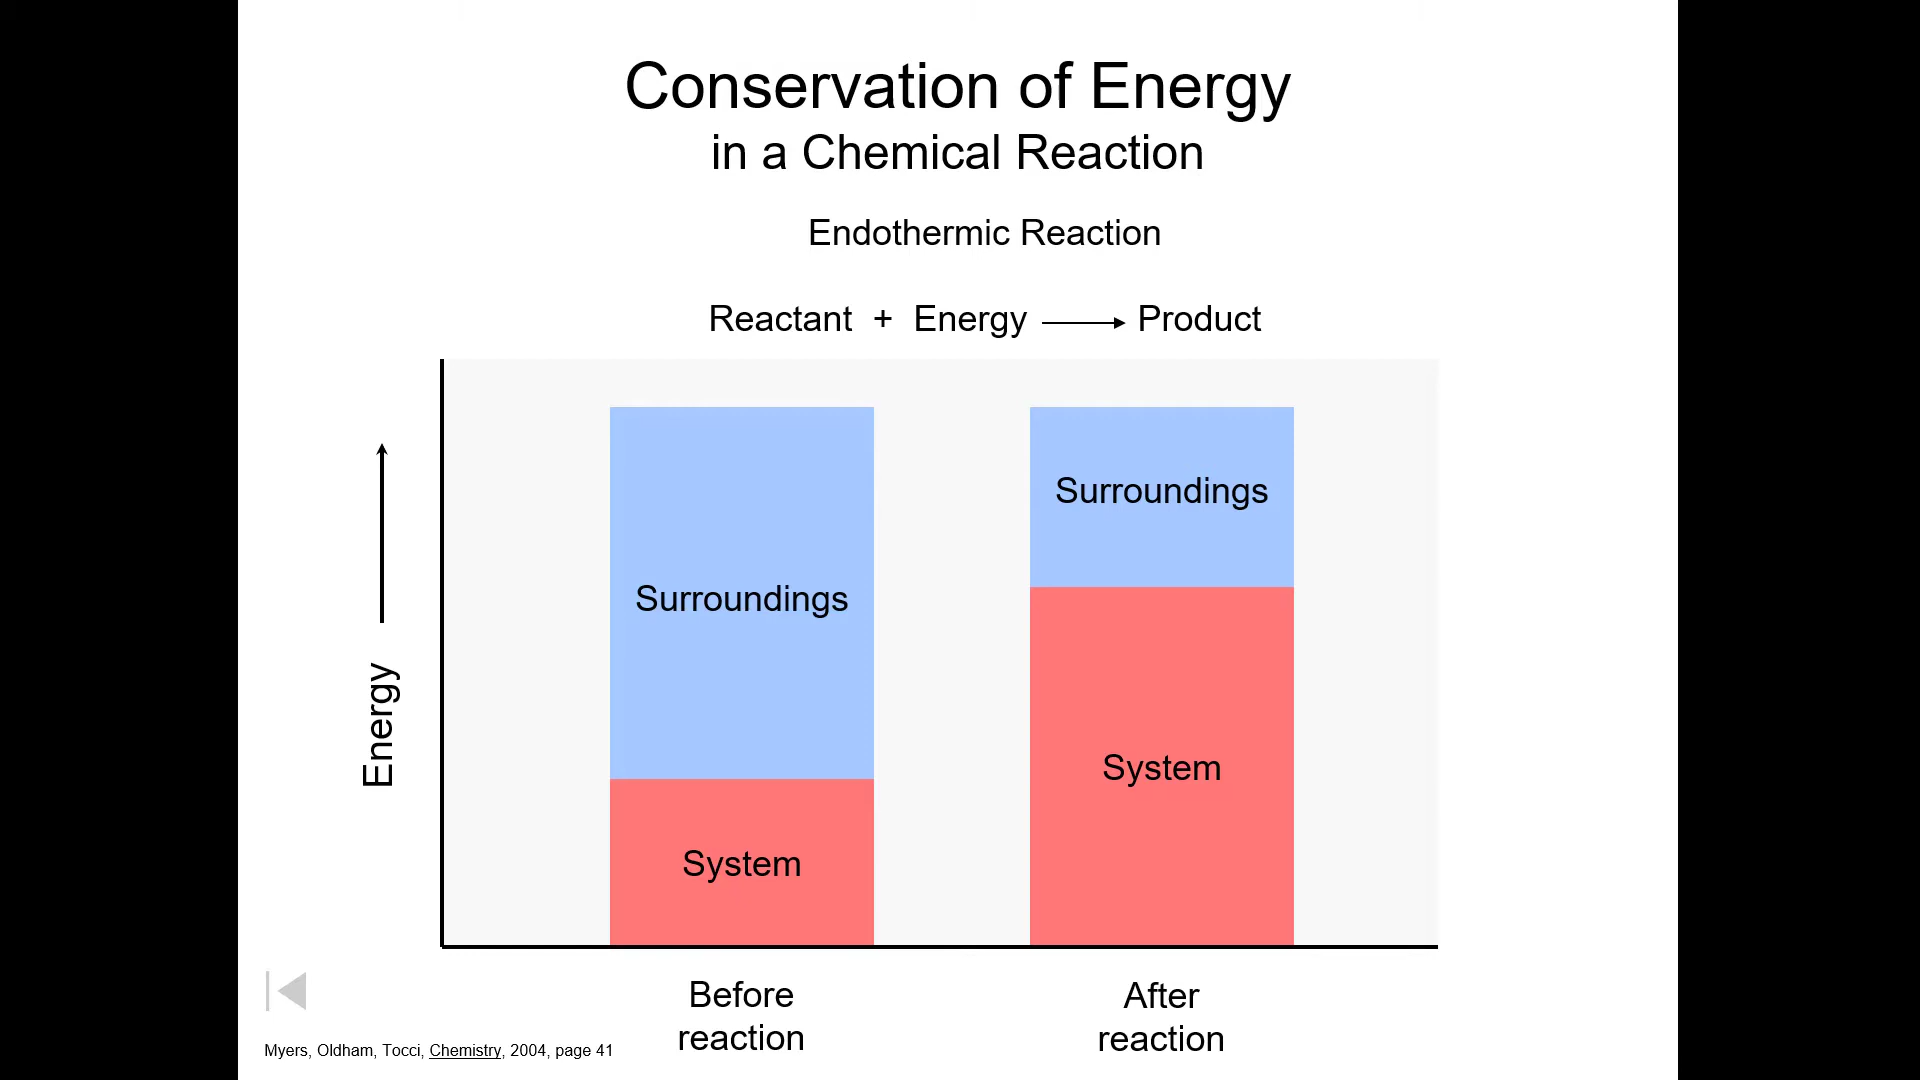 Conservation of Energy
in a Chemical Reaction
Endothermic Reaction
Reactant + Energy ⟶ Product
Energy
Surroundings
System
Surroundings
System
Before
reaction
After
reaction
Myers, Oldham, Tocci, Chemistry, 2004, page 41